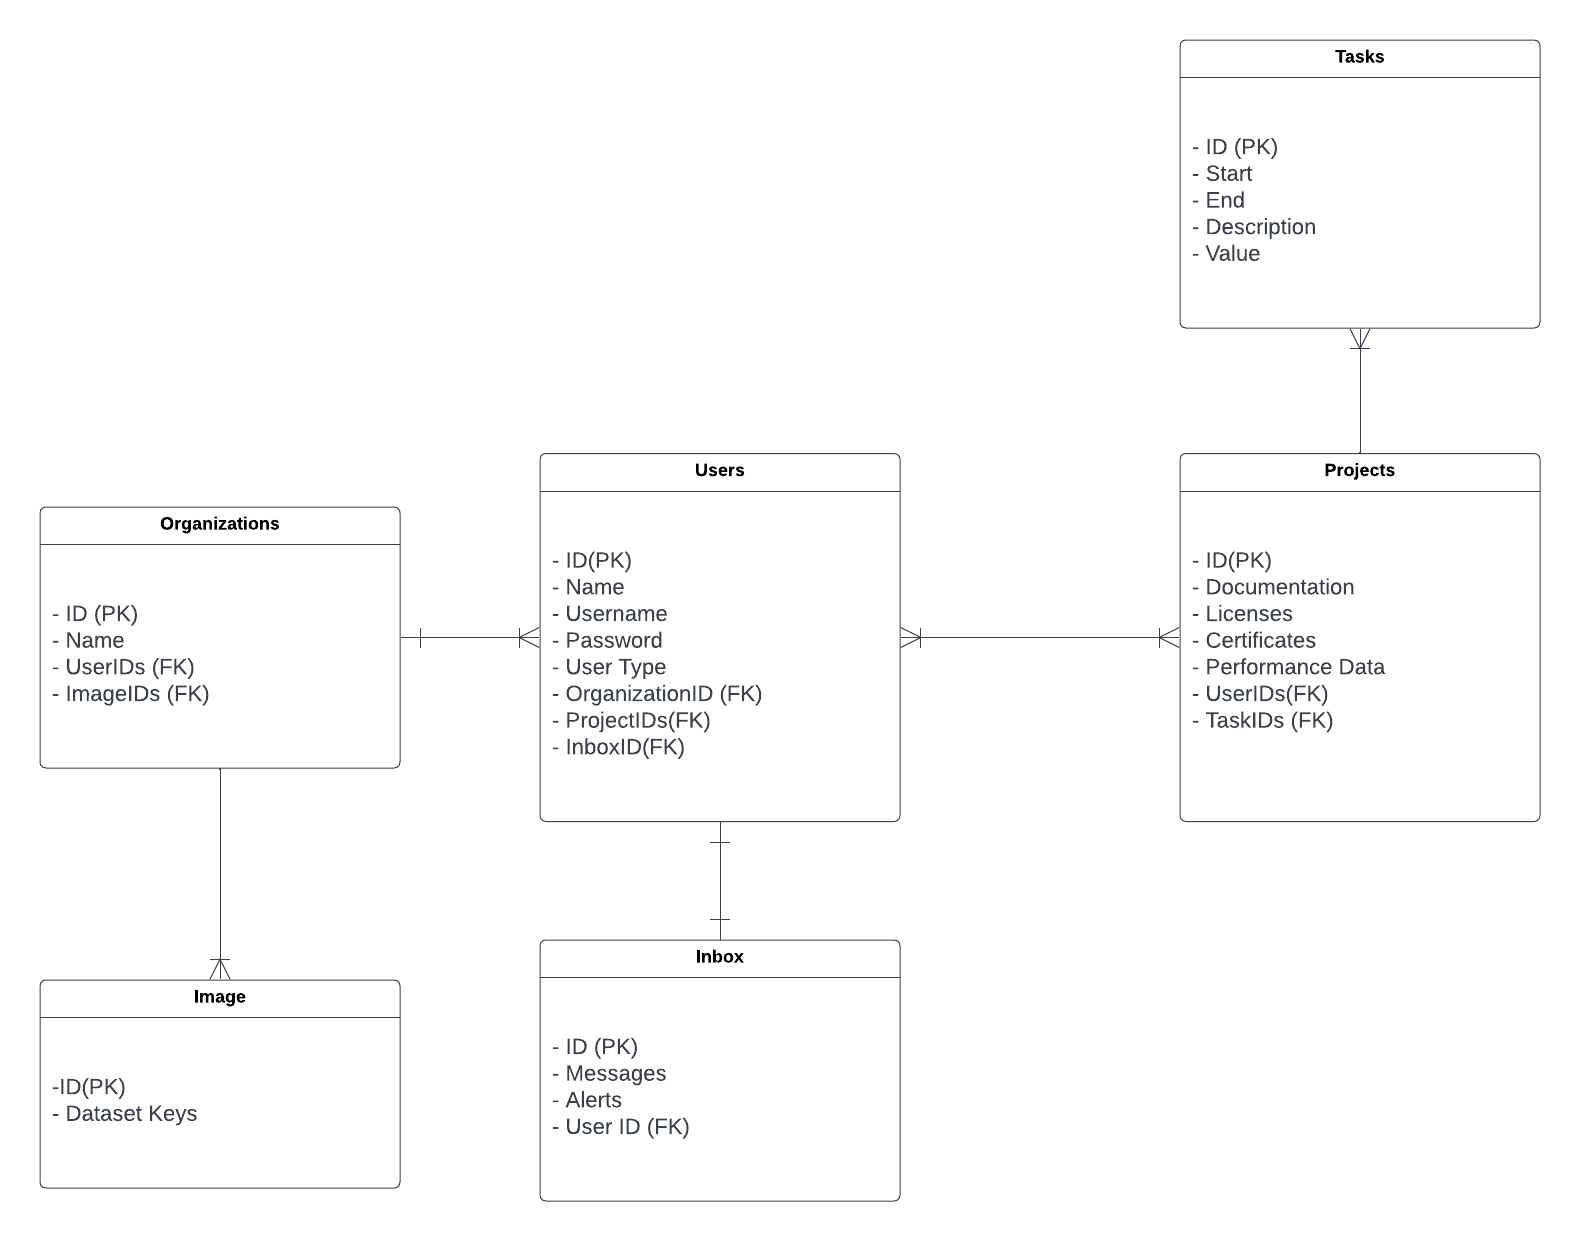 Tasks
- ID (PK)
- Start
- End
- Description
- Value
Organizations
- ID (PK)
- Name
- UserIDs (FK)
- ImageIDs (FK)
Users
- ID(PK)
- Name
- Username
- Password
- User Type
- OrganizationID (FK)
- ProjectIDs(FK)
- InboxID(FK)
Projects
- ID(PK)
- Documentation
- Licenses
- Certificates
- Performance Data
- UserIDs(FK)
- TaskIDs (FK)
Image
-ID(PK)
- Dataset Keys
Inbox
- ID (PK)
- Messages
- Alerts
- User ID (FK)